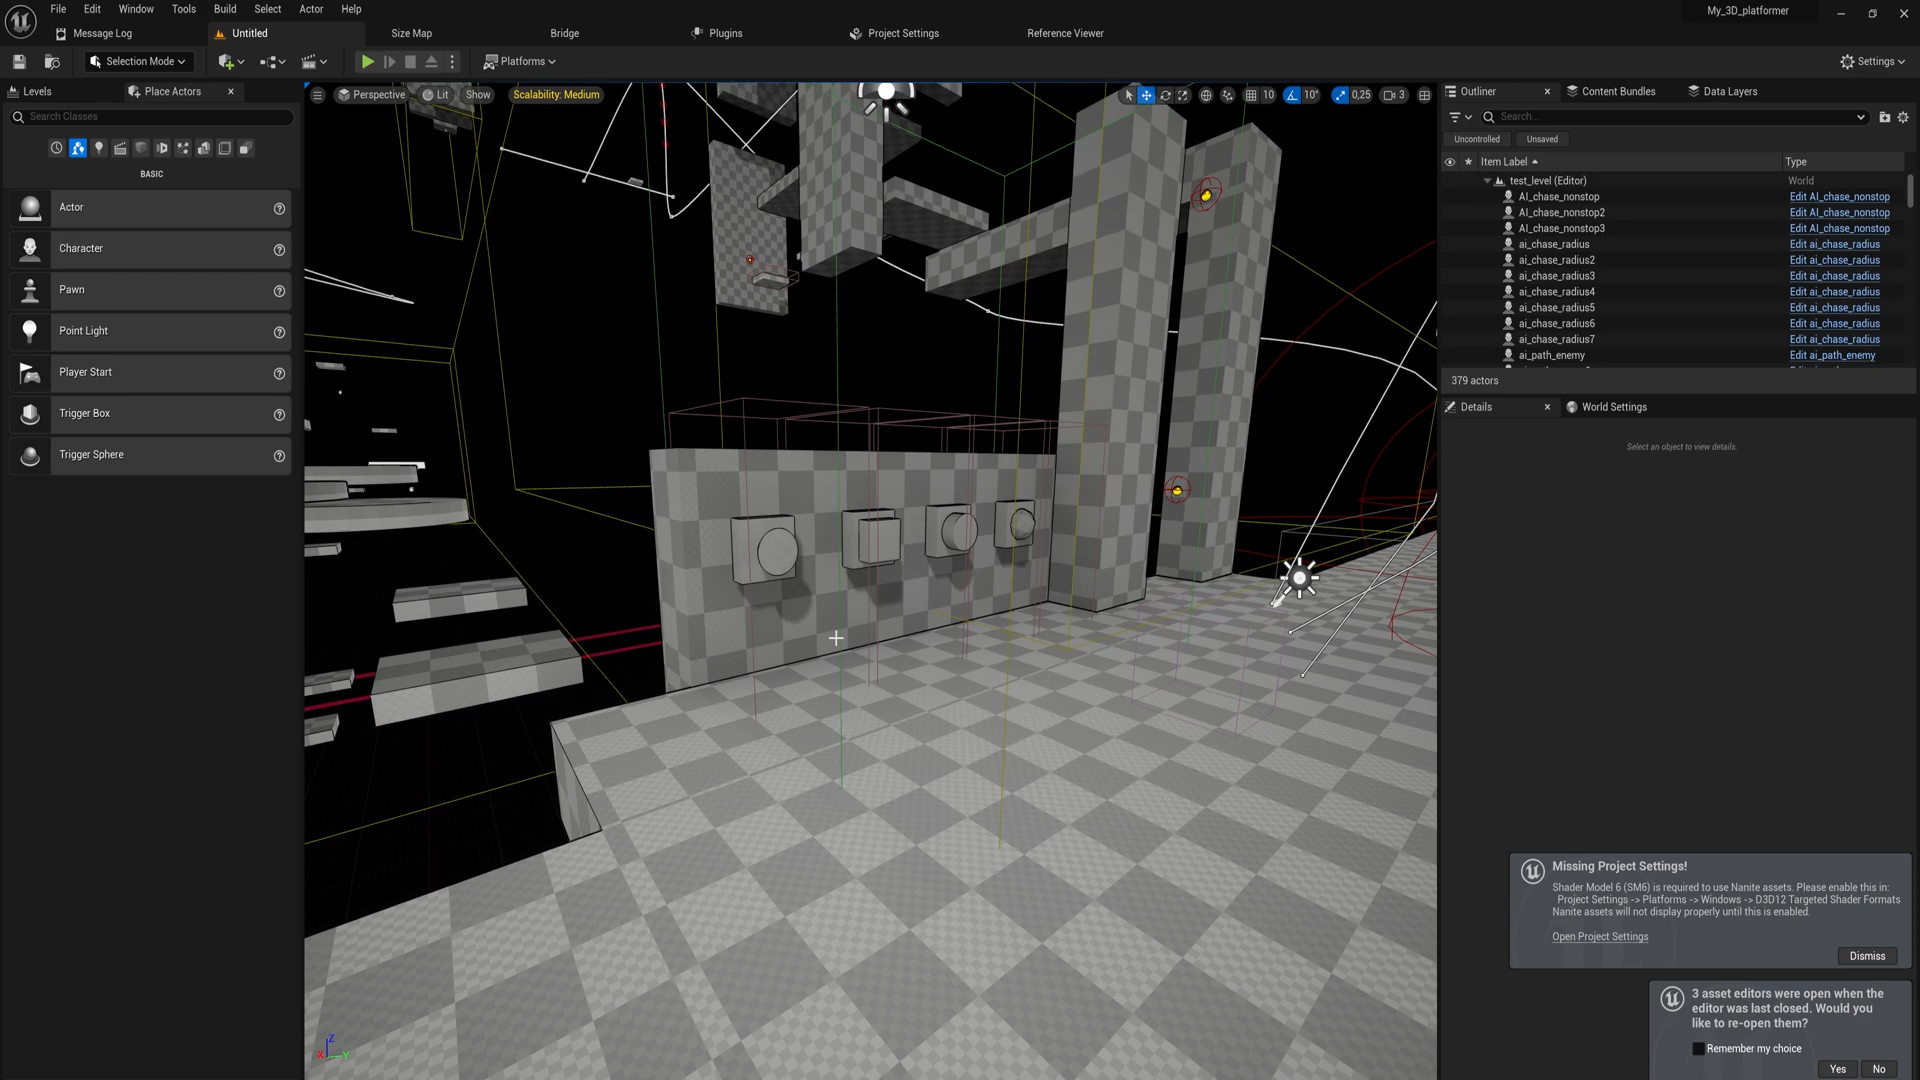 File Edit Window Tools Build Select Actor Help
My_3D_platformer
Message Log
Untitled
Size Map
Bridge
Plugins
Project Settings
Reference Viewer
Selection Mode
Platforms
Settings
Levels
Place Actors
Search Classes
BASIC
Actor
Character
Pawn
Point Light
Player Start
Trigger Box
Trigger Sphere
Perspective
Lit
Show
Scalability: Medium
10
10°
0,25
3
Z
X
Y
Outliner
Content Bundles
Data Layers
Search...
Uncontrolled
Unsaved
Item Label Type
test_level (Editor) World
AI_chase_nonstop Edit AI_chase_nonstop
AI_chase_nonstop2 Edit AI_chase_nonstop
AI_chase_nonstop3 Edit AI_chase_nonstop
ai_chase_radius Edit ai_chase_radius
ai_chase_radius2 Edit ai_chase_radius
ai_chase_radius3 Edit ai_chase_radius
ai_chase_radius4 Edit ai_chase_radius
ai_chase_radius5 Edit ai_chase_radius
ai_chase_radius6 Edit ai_chase_radius
ai_chase_radius7 Edit ai_chase_radius
ai_path_enemy Edit ai_path_enemy
379 actors
Details
World Settings
Select an object to view details.
Missing Project Settings!
Shader Model 6 (SM6) is required to use Nanite assets. Please enable this in:
Project Settings -> Platforms -> Windows -> D3D12 Targeted Shader Formats
Nanite assets will not display properly until this is enabled.
Open Project Settings
Dismiss
3 asset editors were open when the
editor was last closed. Would you
like to re-open them?
Remember my choice
Yes
No